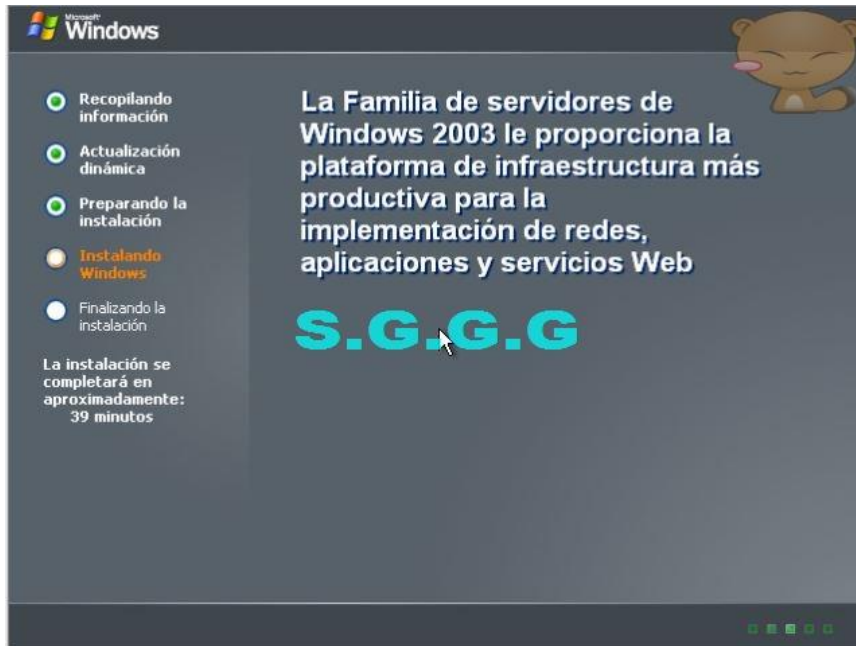 Microsoft
Windows
Recopilando
información
Actualización
dinámica
Preparando la
instalación
Instalando
Windows
Finalizando la
instalación
La instalación se
completará en
aproximadamente:
39 minutos
La Familia de servidores de
Windows 2003 le proporciona la
plataforma de infraestructura más
productiva para la
implementación de redes,
aplicaciones y servicios Web
S.G.G.G